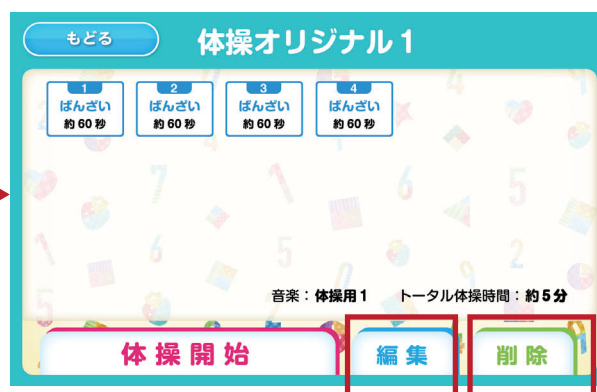 もどる 体操オリジナル1
1 2 3 4
ばんざい ばんざい ばんざい ばんざい
約60秒 約60秒 約60秒 約60秒
音楽：体操用1 トータル体操時間：約5分
体操開始 編集 削除